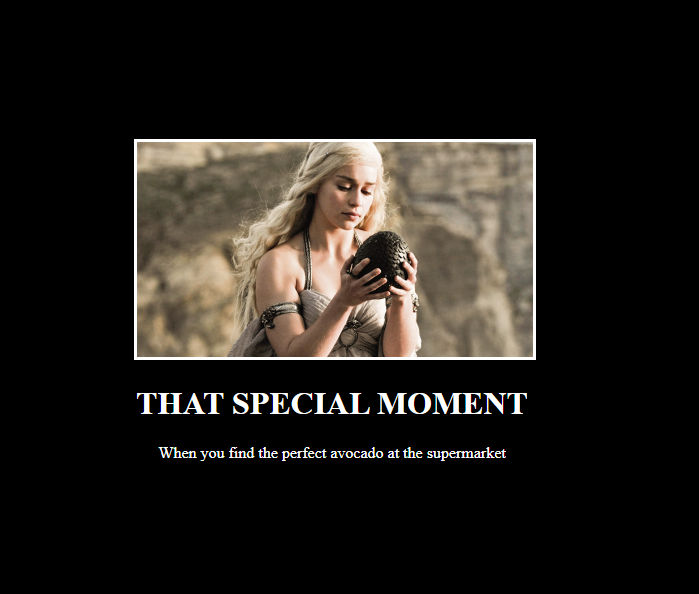 THAT SPECIAL MOMENT
When you find the perfect avocado at the supermarket